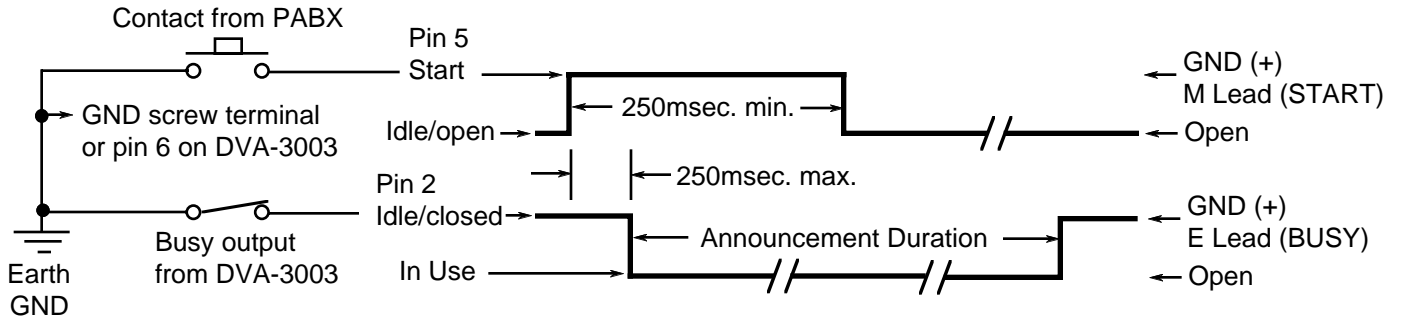 Contact from PABX
Pin 5
Start
GND (+)
M Lead (START)
250msec. min.
GND screw terminal
or pin 6 on DVA-3003
Idle/open
Open
250msec. max.
Pin 2
Idle/closed
GND (+)
E Lead (BUSY)
Announcement Duration
Busy output
from DVA-3003
In Use
Open
Earth
GND